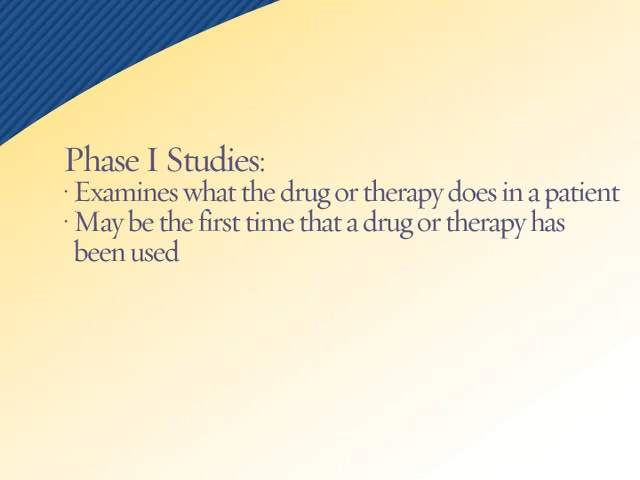 Phase I Studies:
· Examines what the drug or therapy does in a patient
· May be the first time that a drug or therapy has
been used